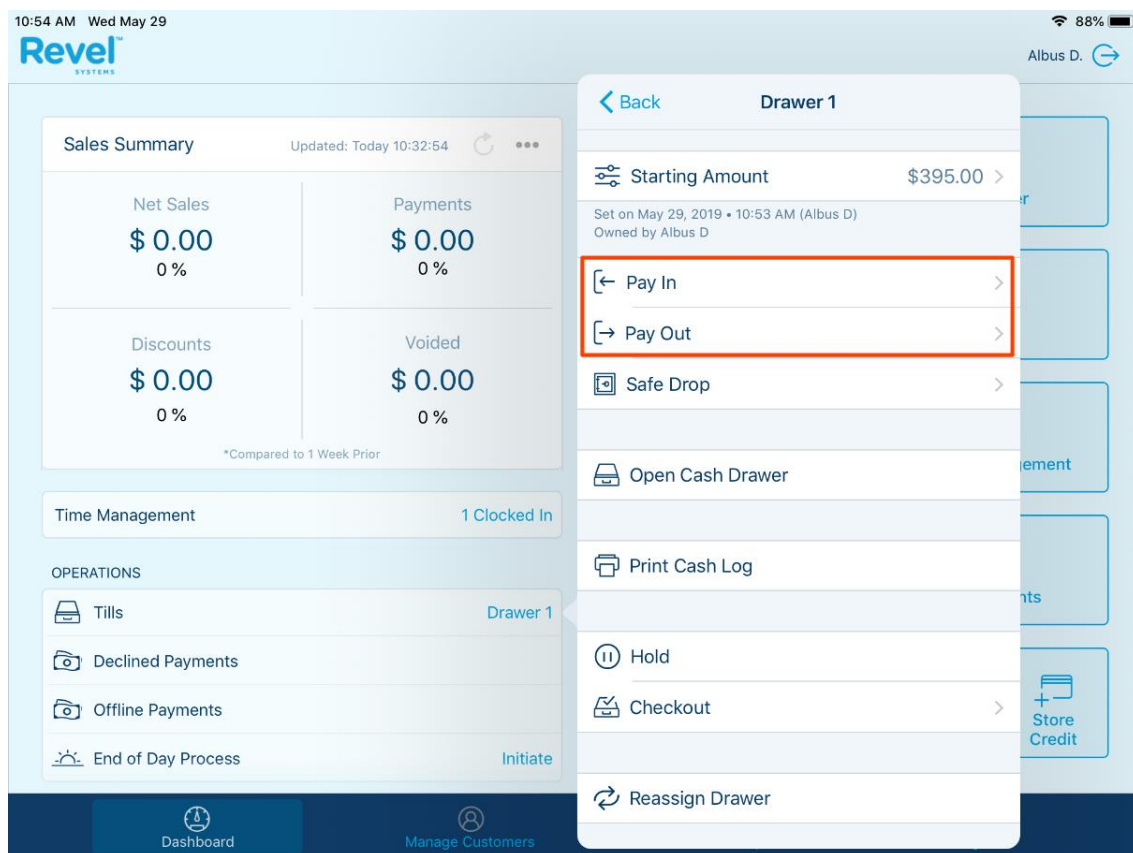 10:54 AM Wed May 29
88%
Revel™
SYSTEMS
Albus D.
Sales Summary
Updated: Today 10:32:54
Net Sales
$ 0.00
0 %
Payments
$ 0.00
0 %
Discounts
$ 0.00
0 %
Voided
$ 0.00
0 %
*Compared to 1 Week Prior
Time Management
1 Clocked In
OPERATIONS
Tills
Drawer 1
Declined Payments
Offline Payments
End of Day Process
Initiate
Back
Drawer 1
Starting Amount
$395.00
Set on May 29, 2019 • 10:53 AM (Albus D)
Owned by Albus D
Pay In
Pay Out
Safe Drop
Open Cash Drawer
Print Cash Log
Hold
Checkout
Reassign Drawer
Store
Credit
Dashboard
Manage Customers